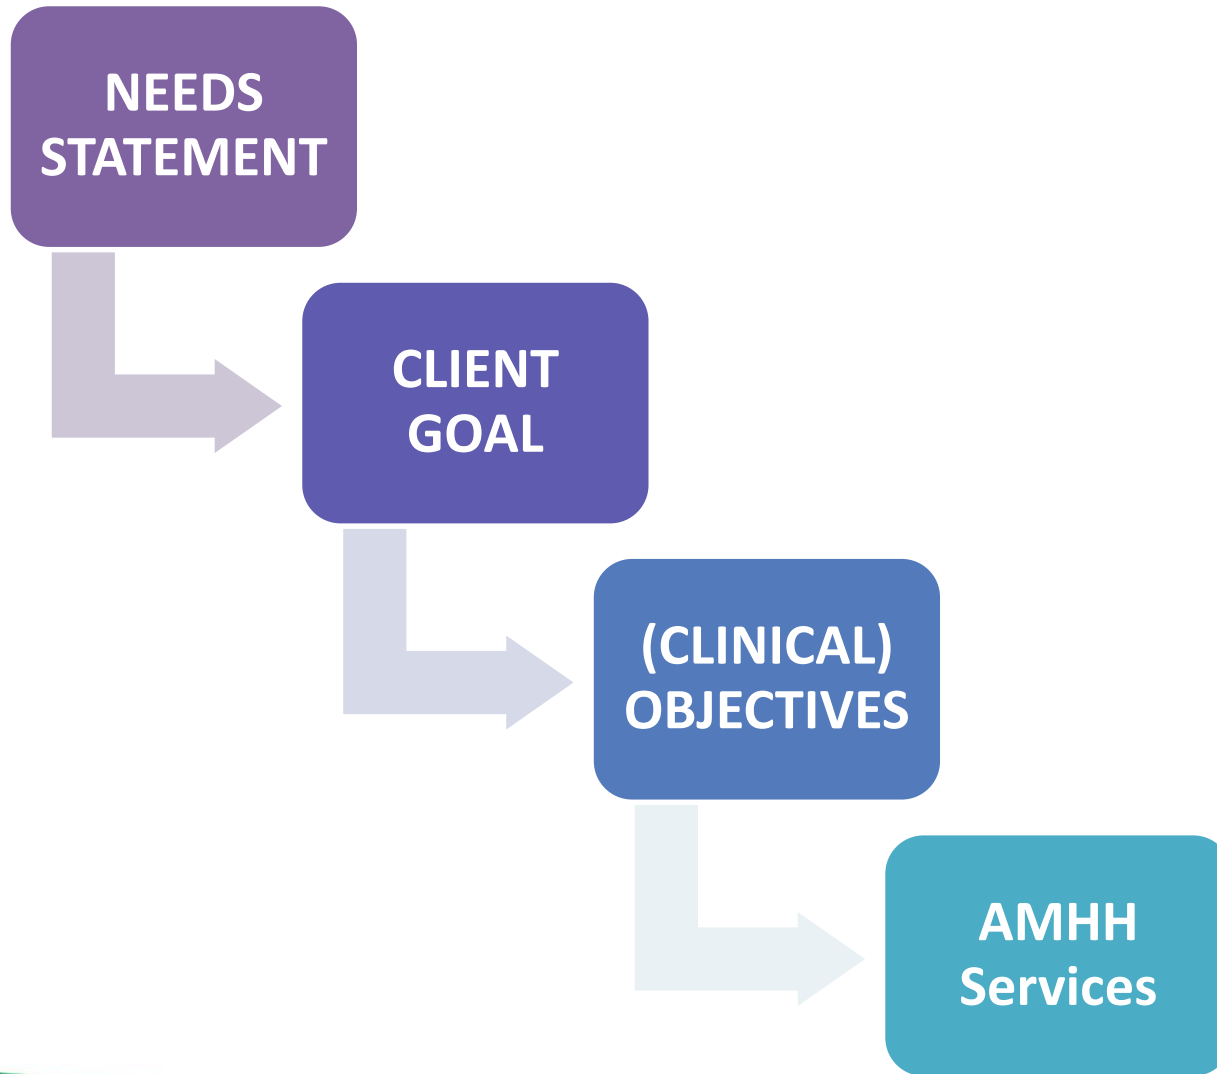 NEEDS
STATEMENT
CLIENT
GOAL
(CLINICAL)
OBJECTIVES
AMHH
Services